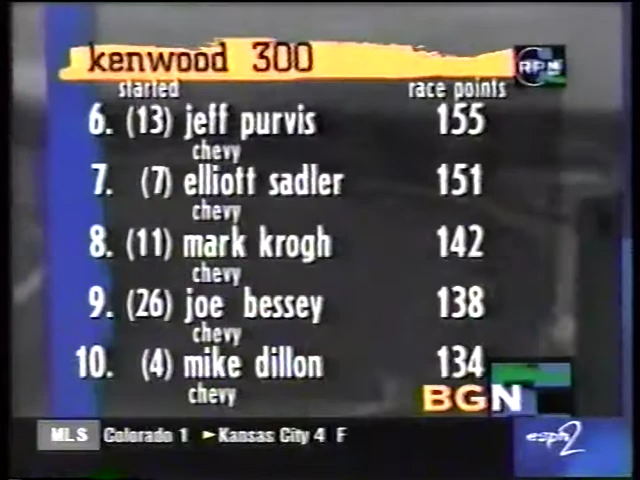 kenwood 300
RPM
started race points
6. (13) jeff purvis 155
chevy
7. (7) elliott sadler 151
chevy
8. (11) mark krogh 142
chevy
9. (26) joe bessey 138
chevy
10. (4) mike dillon 134
chevy
BGN
MLS Colorado 1 ►Kansas City 4 F
espn2